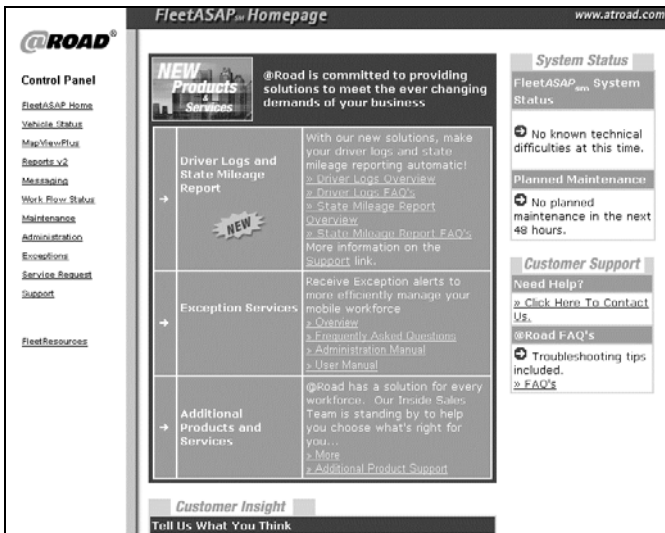 FleetASAP SM Homepage
www.atroad.com
@ROAD®
Control Panel
FleetASAP Home
Vehicle Status
MapViewPlus
Reports v2
Messaging
Work Flow Status
Maintenance
Administration
Exceptions
Service Request
Support
FleetResources
NEW
Products
&
Services
@Road is committed to providing
solutions to meet the ever changing
demands of your business
Driver Logs and
State Mileage
Report
NEW
With our new solutions, make
your driver logs and state
mileage reporting automatic!
» Driver Logs Overview
» Driver Logs FAQ's
» State Mileage Report
Overview
» State Mileage Report FAQ's
More information on the
Support link.
Exception Services
Receive Exception alerts to
more efficiently manage your
mobile workforce
> Overview
> Frequently Asked Questions
> Administration Manual
> User Manual
Additional
Products and
Services
@Road has a solution for every
workforce. Our Inside Sales
Team is standing by to help
you choose what's right for
you...
> More
> Additional Product Support
Customer Insight
Tell Us What You Think
System Status
FleetASAP SM System
Status
No known technical
difficulties at this time.
Planned Maintenance
No planned
maintenance in the next
48 hours.
Customer Support
Need Help?
» Click Here To Contact
Us.
@Road FAQ's
Troubleshooting tips
included.
» FAQ's